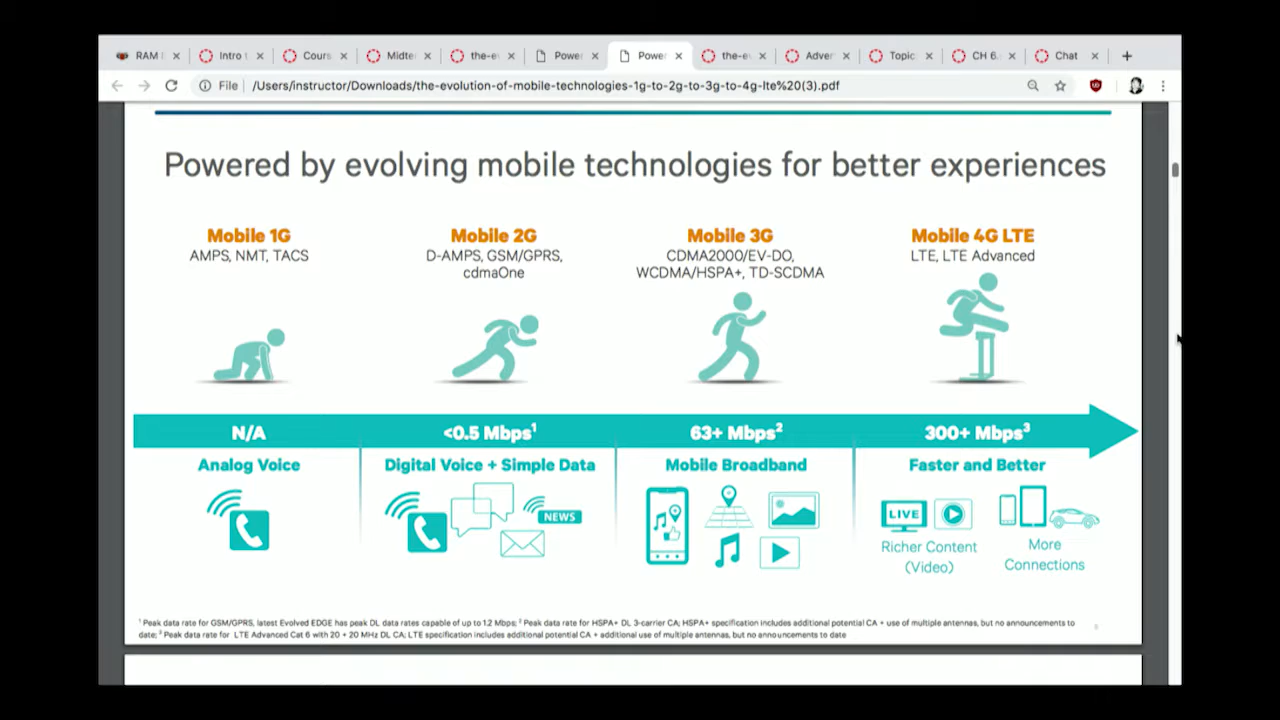 RAM
Intro
Cours
Midte
the-e
Power
Power
the-ev
Adver
Topic
CH 6.
Chat
File
/Users/instructor/Downloads/the-evolution-of-mobile-technologies-1g-to-2g-to-3g-to-4g-lte%20(3).pdf
Powered by evolving mobile technologies for better experiences
Mobile 1G
AMPS, NMT, TACS
Mobile 2G
D-AMPS, GSM/GPRS,
cdmaOne
Mobile 3G
CDMA2000/EV-DO,
WCDMA/HSPA+, TD-SCDMA
Mobile 4G LTE
LTE, LTE Advanced
N/A
<0.5 Mbps¹
63+ Mbps²
300+ Mbps³
Analog Voice
Digital Voice + Simple Data
Mobile Broadband
Faster and Better
NEWS
LIVE
Richer Content
(Video)
More
Connections
¹ Peak data rate for GSM/GPRS, latest Evolved EDGE has peak DL data rates capable of up to 1.2 Mbps; ² Peak data rate for HSPA+ DL 3-carrier CA; HSPA+ specification includes additional potential CA + use of multiple antennas, but no announcements to
date; ³ Peak data rate for LTE Advanced Cat 6 with 20 + 20 MHz DL CA; LTE specification includes additional potential CA + additional use of multiple antennas, but no announcements to date